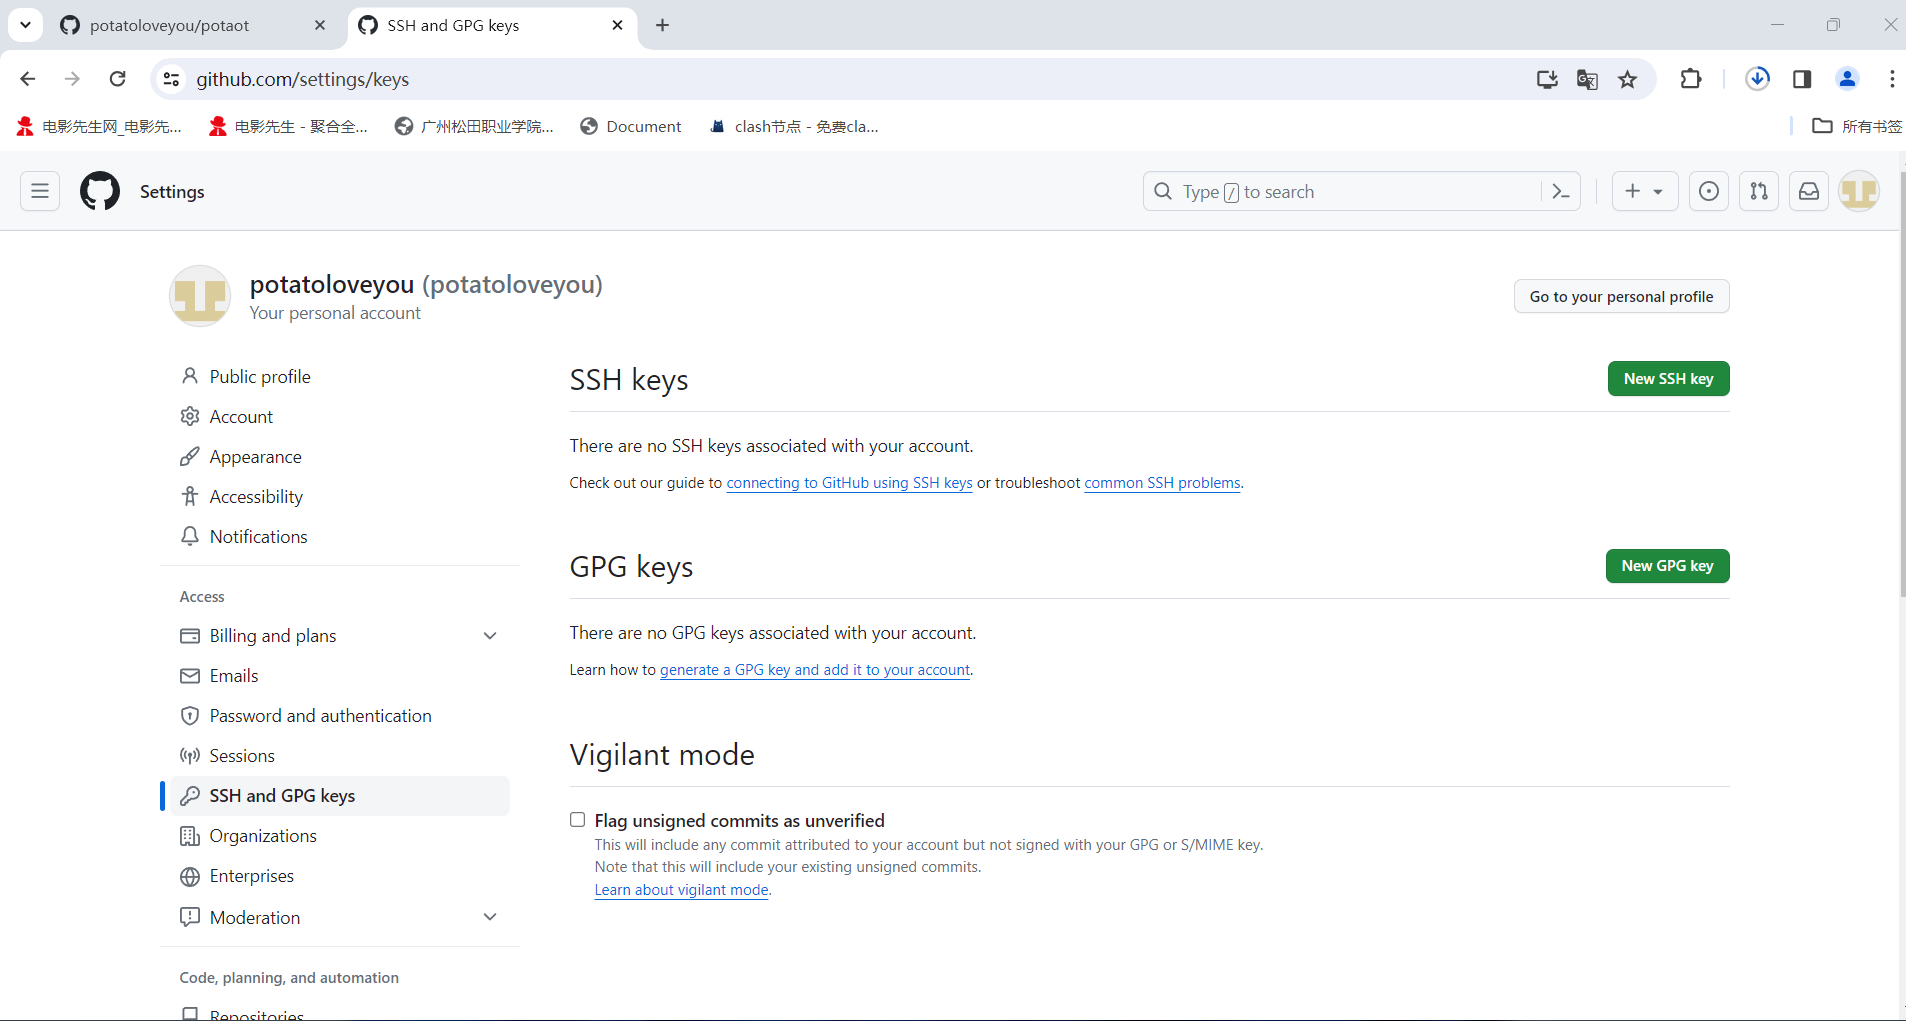 potatoloveyou/potaot
SSH and GPG keys
github.com/settings/keys
电影先生网_电影先...
电影先生 - 聚合全...
广州松田职业学院...
Document
clash节点 - 免费cla...
所有书签
Settings
Type / to search
potatoloveyou (potatoloveyou)
Your personal account
Go to your personal profile
Public profile
Account
Appearance
Accessibility
Notifications
Access
Billing and plans
Emails
Password and authentication
Sessions
SSH and GPG keys
Organizations
Enterprises
Moderation
Code, planning, and automation
Repositories
SSH keys
New SSH key
There are no SSH keys associated with your account.
Check out our guide to connecting to GitHub using SSH keys or troubleshoot common SSH problems.
GPG keys
New GPG key
There are no GPG keys associated with your account.
Learn how to generate a GPG key and add it to your account.
Vigilant mode
Flag unsigned commits as unverified
This will include any commit attributed to your account but not signed with your GPG or S/MIME key.
Note that this will include your existing unsigned commits.
Learn about vigilant mode.